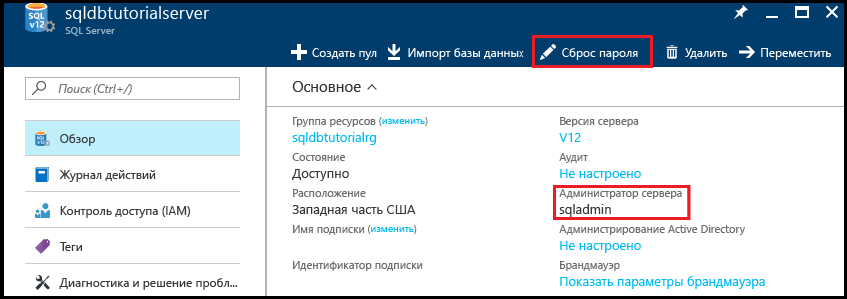 SQL
v12
sqldbtutorialserver
SQL Server
Создать пул
Импорт базы данных
Сброс пароля
Удалить
Переместить
Поиск (Ctrl+/)
Обзор
Журнал действий
Контроль доступа (IAM)
Теги
Диагностика и решение пробл...
Основное
Группа ресурсов (изменить)
sqldbtutorialrg
Состояние
Доступно
Расположение
Западная часть США
Имя подписки (изменить)
Идентификатор подписки
Версия сервера
V12
Аудит
Не настроено
Администратор сервера
sqladmin
Администрирование Active Directory
Не настроено
Брандмауэр
Показать параметры брандмауэра